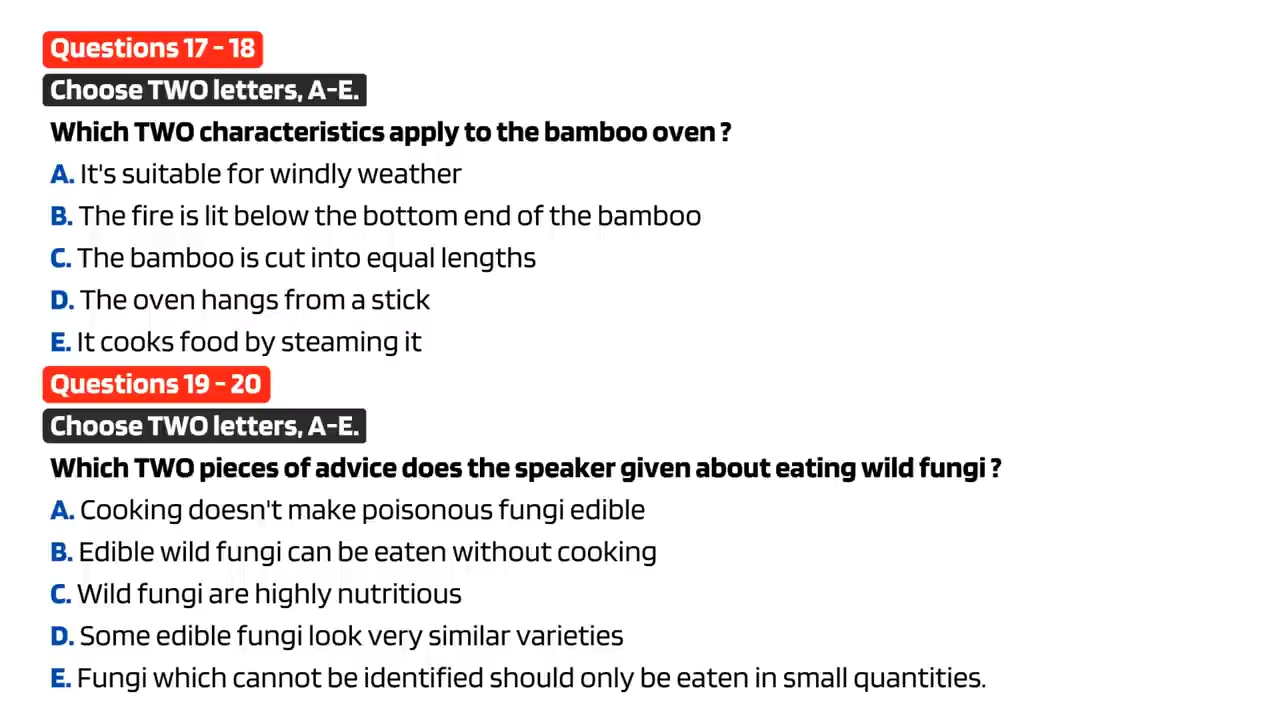 Questions 17 - 18
Choose TWO letters, A-E.
Which TWO characteristics apply to the bamboo oven ?
A. It's suitable for windly weather
B. The fire is lit below the bottom end of the bamboo
C. The bamboo is cut into equal lengths
D. The oven hangs from a stick
E. It cooks food by steaming it
Questions 19 - 20
Choose TWO letters, A-E.
Which TWO pieces of advice does the speaker given about eating wild fungi ?
A. Cooking doesn't make poisonous fungi edible
B. Edible wild fungi can be eaten without cooking
C. Wild fungi are highly nutritious
D. Some edible fungi look very similar varieties
E. Fungi which cannot be identified should only be eaten in small quantities.